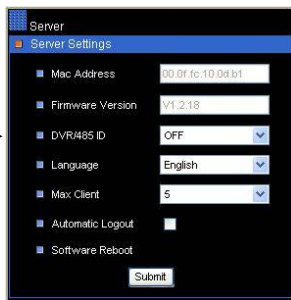 Server
Server Settings
Mac Address 00.0f.fc.10.0d.b1
Firmware Version V1.2.18
DVR/485 ID OFF
Language English
Max Client 5
Automatic Logout
Software Reboot
Submit